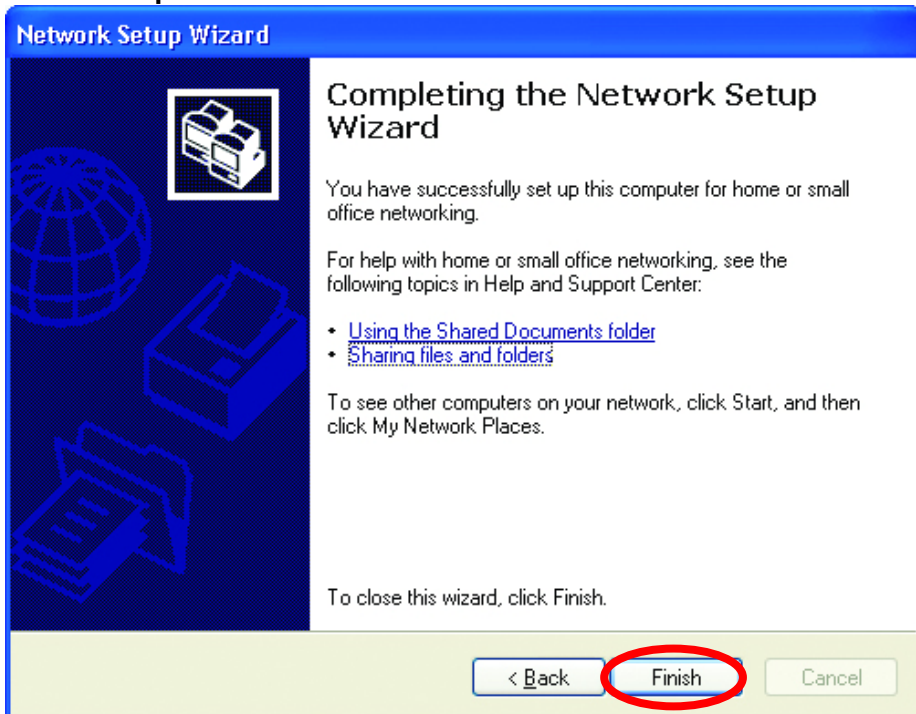 Network Setup Wizard
Completing the Network Setup
Wizard
You have successfully set up this computer for home or small
office networking.
For help with home or small office networking, see the
following topics in Help and Support Center:
• Using the Shared Documents folder
• Sharing files and folders
To see other computers on your network, click Start, and then
click My Network Places.
To close this wizard, click Finish.
< Back Finish Cancel